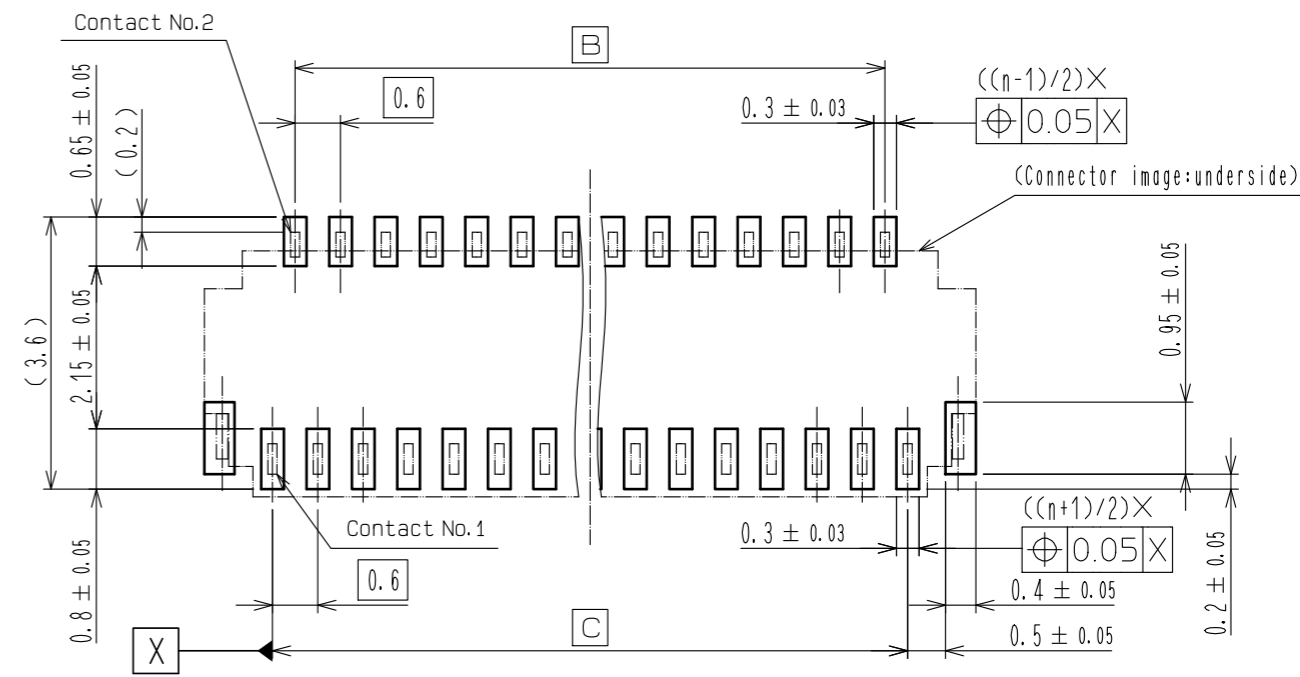 Contact No.2
B
((n-1)/2)X
0.6
0.3 ± 0.03
⌖ 0.05 X
0.65 ± 0.05
(0.2)
(Connector image:underside)
(3.6)
2.15 ± 0.05
0.95 ± 0.05
Contact No.1
0.3 ± 0.03
((n+1)/2)X
⌖ 0.05 X
0.6
0.4 ± 0.05
0.2 ± 0.05
0.8 ± 0.05
X
C
0.5 ± 0.05